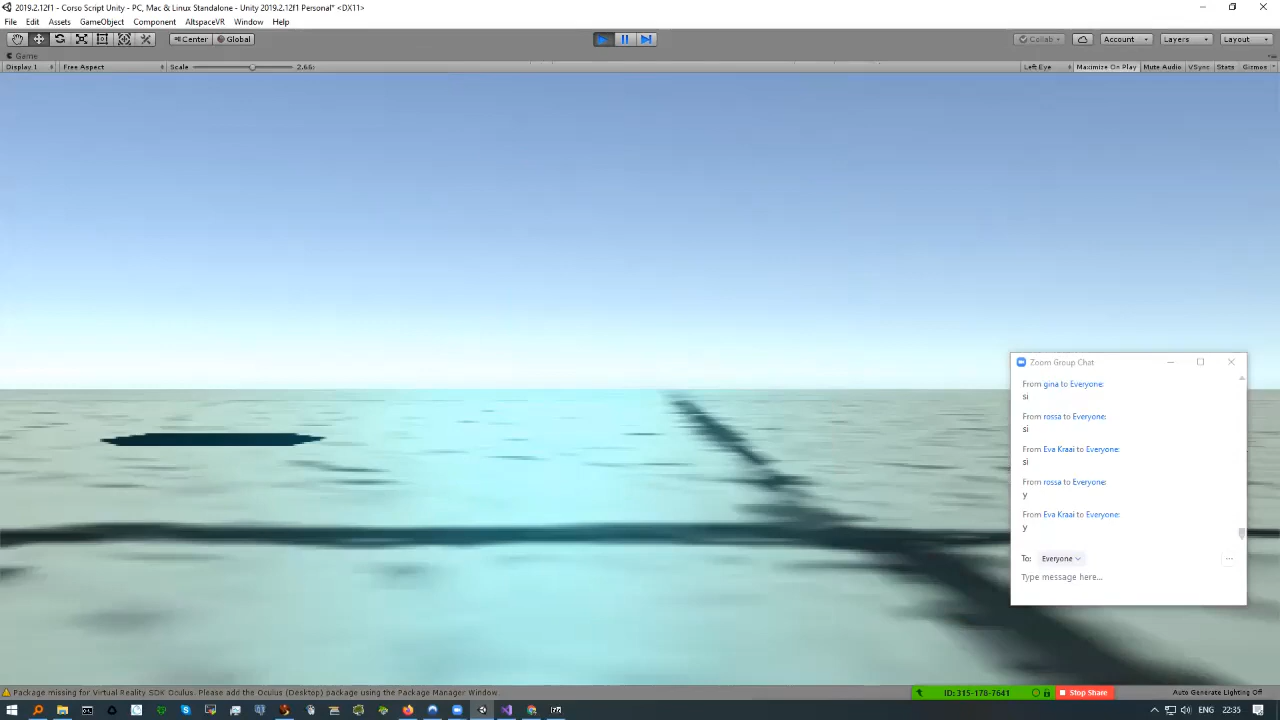 2019.2.12f1 - Corso Script Unity - PC, Mac & Linux Standalone - Unity 2019.2.12f1 Personal* <DX11>
File Edit Assets GameObject Component AltspaceVR Window Help
Center Global Collab Account Layers Layout
Game
Display 1 Free Aspect Scale 2.66 Left Eye Maximize On Play Mute Audio VSync Stats Gizmos
Zoom Group Chat
From gina to Everyone:
si
From rossa to Everyone:
si
From Eva Kraai to Everyone:
si
From rossa to Everyone:
y
From Eva Kraai to Everyone:
y
To: Everyone
Type message here...
Package missing for Virtual Reality SDK Oculus. Please add the Oculus (Desktop) package using the Package Manager Window
ID: 315-178-7641 Stop Share Auto Generate Lighting Off
ENG 22:35